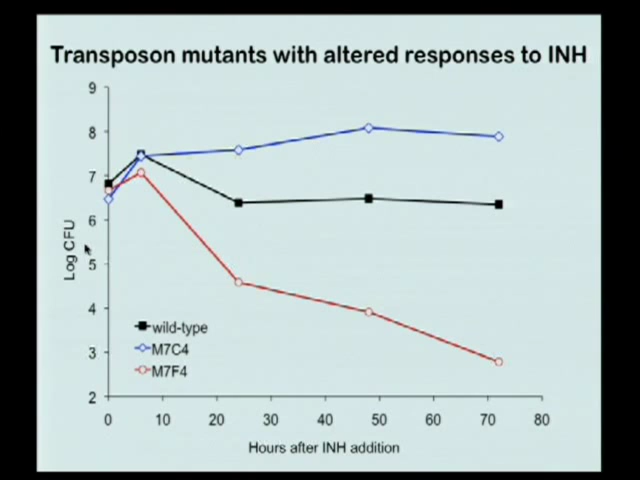 Transposon mutants with altered responses to INH
9
8
7
6
5
4
3
2
Log CFU
wild-type
M7C4
M7F4
0 10 20 30 40 50 60 70 80
Hours after INH addition